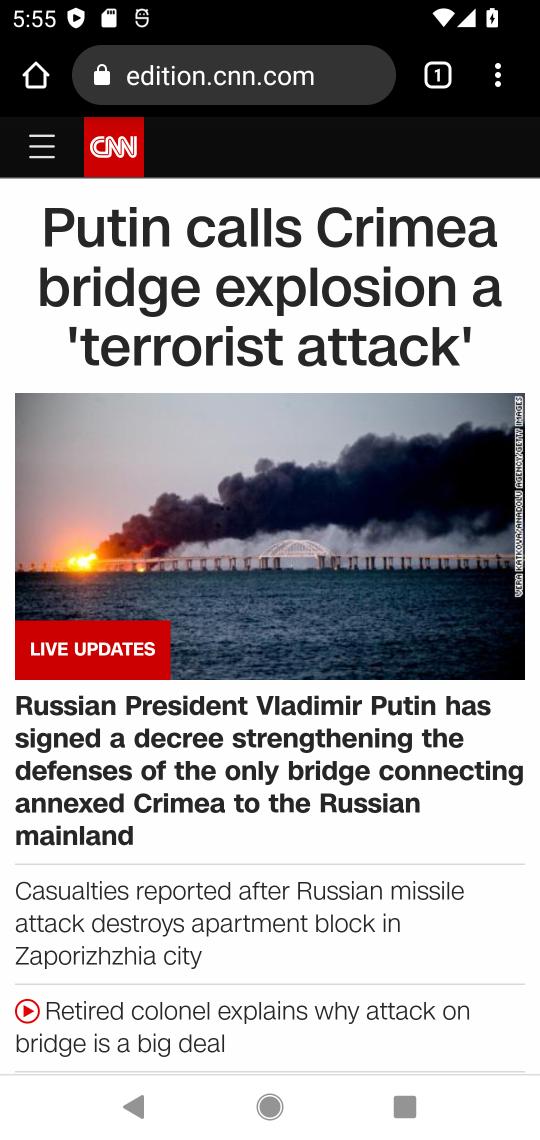 5:55
edition.cnn.com
1
CNN
Putin calls Crimea
bridge explosion a
'terrorist attack'
VERA KATKOVA/ANADOLU AGENCY/GETTY IMAGES
LIVE UPDATES
Russian President Vladimir Putin has
signed a decree strengthening the
defenses of the only bridge connecting
annexed Crimea to the Russian
mainland
Casualties reported after Russian missile
attack destroys apartment block in
Zaporizhzhia city
Retired colonel explains why attack on
bridge is a big deal